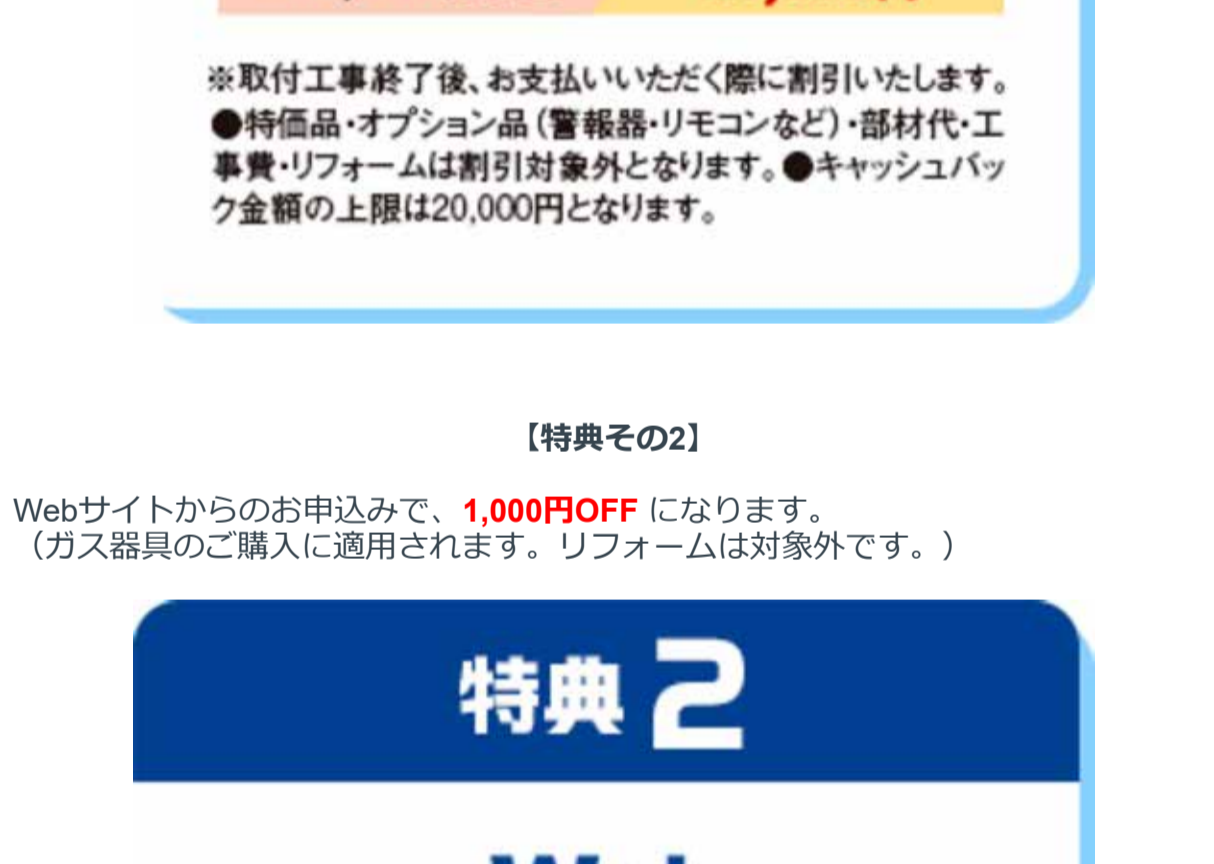 ※取付工事終了後、お支払いいただく際に割引いたします。
●特価品・オプション品（警報器・リモコンなど）・部材代・工
事費・リフォームは割引対象外となります。●キャッシュバッ
ク金額の上限は20,000円となります。
【特典その2】
Webサイトからのお申込みで、1,000円OFF になります。
（ガス器具のご購入に適用されます。リフォームは対象外です。）
特典2